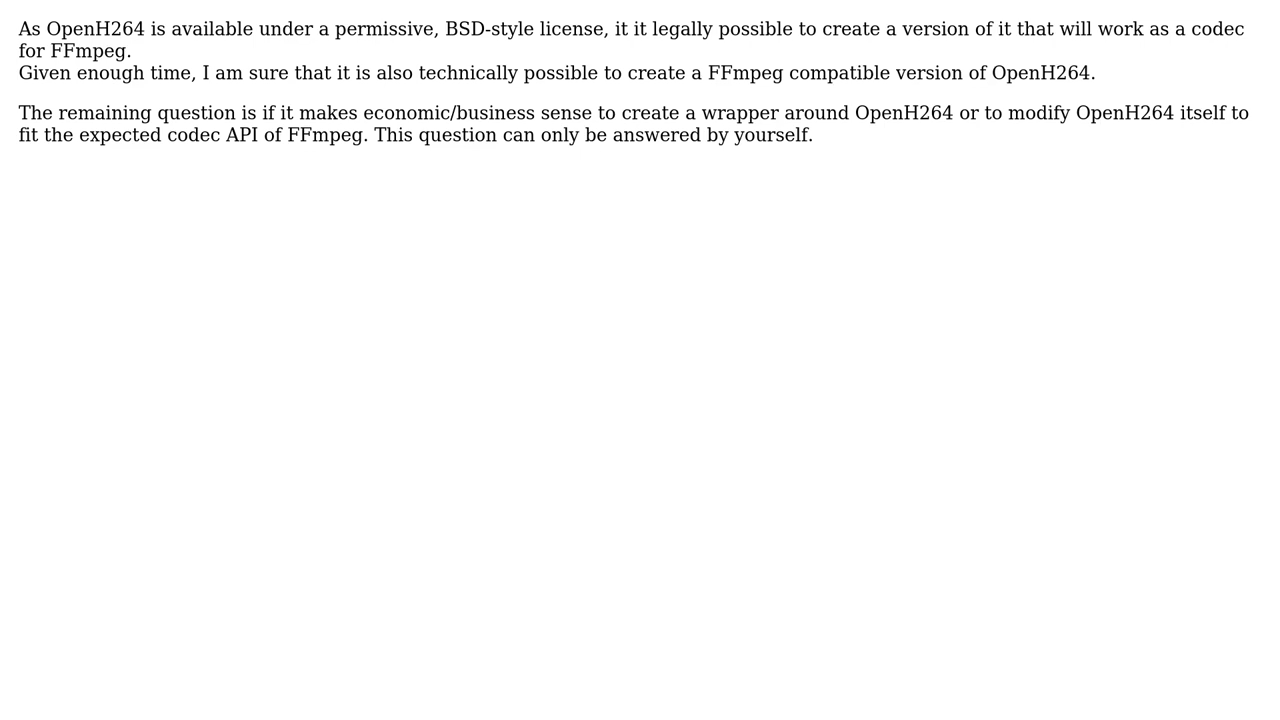 As OpenH264 is available under a permissive, BSD-style license, it it legally possible to create a version of it that will work as a codec
for FFmpeg.
Given enough time, I am sure that it is also technically possible to create a FFmpeg compatible version of OpenH264.
The remaining question is if it makes economic/business sense to create a wrapper around OpenH264 or to modify OpenH264 itself to
fit the expected codec API of FFmpeg. This question can only be answered by yourself.